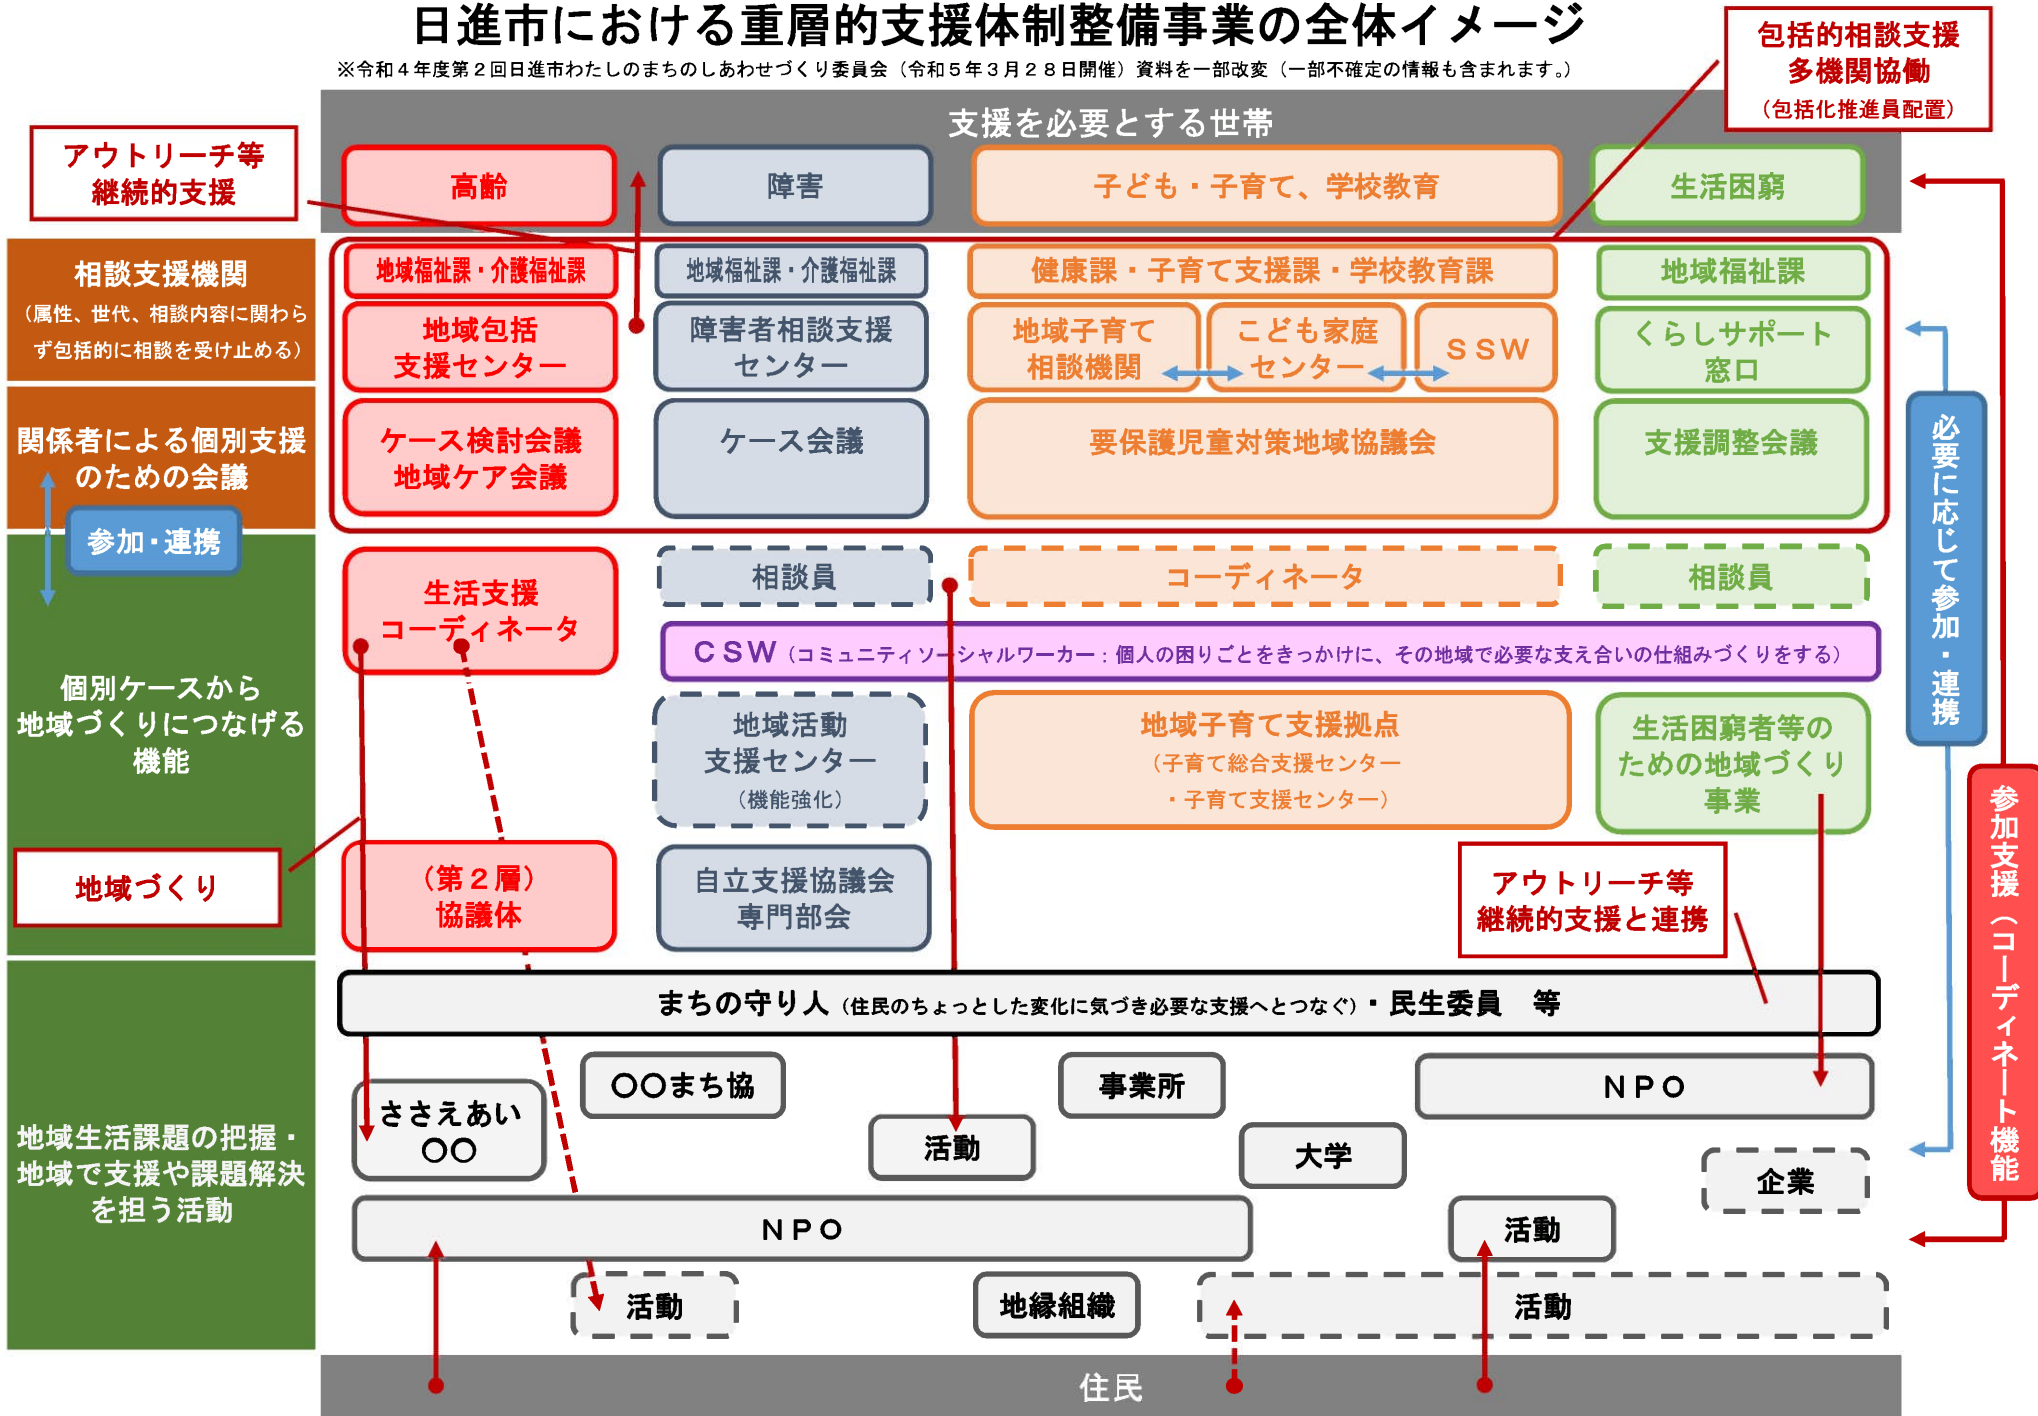 日進市における重層的支援体制整備事業の全体イメージ
※令和４年度第２回日進市わたしのまちのしあわせづくり委員会（令和５年３月２８日開催）資料を一部改変（一部不確定の情報も含まれます。）
包括的相談支援
多機関協働
（包括化推進員配置）
支援を必要とする世帯
アウトリーチ等
継続的支援
高齢
障害
子ども・子育て、学校教育
生活困窮
相談支援機関
（属性、世代、相談内容に関わら
ず包括的に相談を受け止める）
地域福祉課・介護福祉課
地域福祉課・介護福祉課
健康課・子育て支援課・学校教育課
地域福祉課
地域包括
支援センター
障害者相談支援
センター
地域子育て
相談機関
こども家庭
センター
ＳＳＷ
くらしサポート
窓口
関係者による個別支援
のための会議
ケース検討会議
地域ケア会議
ケース会議
要保護児童対策地域協議会
支援調整会議
参加・連携
必要に応じて参加・連携
個別ケースから
地域づくりにつなげる
機能
生活支援
コーディネータ
相談員
コーディネータ
相談員
ＣＳＷ（コミュニティソーシャルワーカー：個人の困りごとをきっかけに、その地域で必要な支え合いの仕組みづくりをする）
地域活動
支援センター
（機能強化）
地域子育て支援拠点
（子育て総合支援センター
・子育て支援センター）
生活困窮者等の
ための地域づくり
事業
参加支援（コーディネート機能）
地域づくり
（第２層）
協議体
自立支援協議会
専門部会
アウトリーチ等
継続的支援と連携
まちの守り人（住民のちょっとした変化に気づき必要な支援へとつなぐ）・民生委員　等
地域生活課題の把握・
地域で支援や課題解決
を担う活動
ささえあい
〇〇
〇〇まち協
活動
事業所
大学
ＮＰＯ
企業
ＮＰＯ
活動
活動
地縁組織
活動
住民